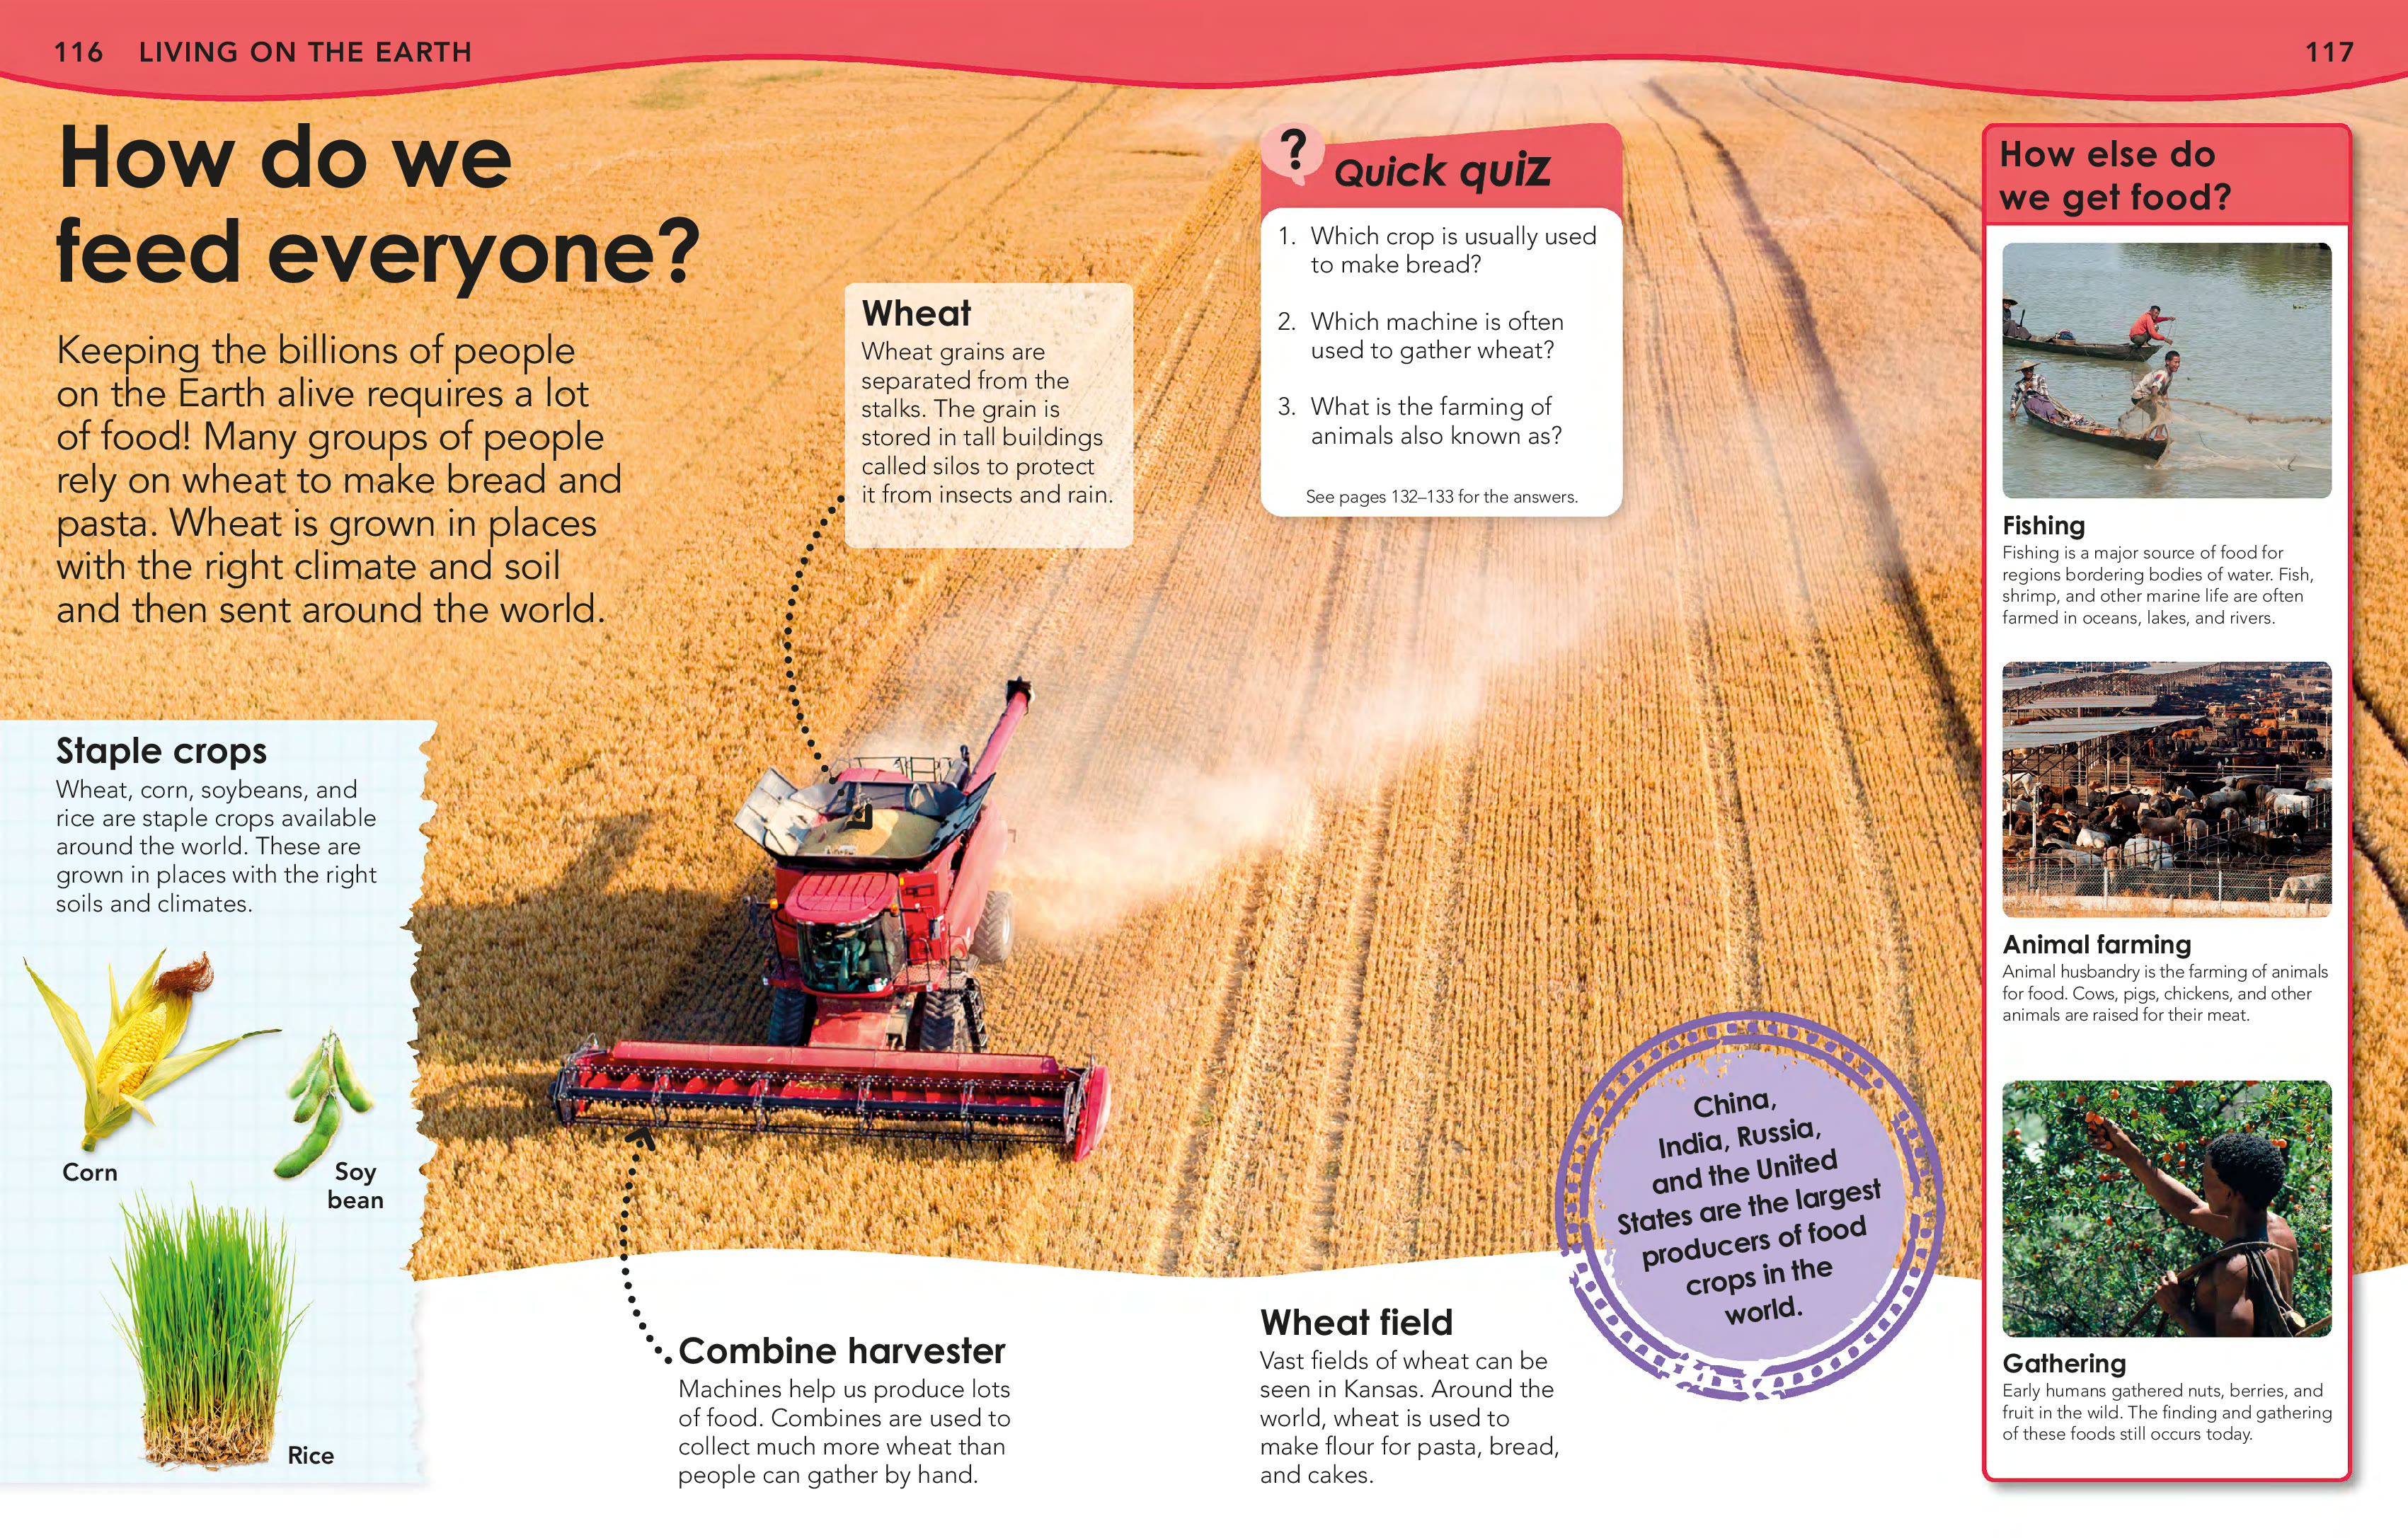 116 LIVING ON THE EARTH
117
How do we
feed everyone?
Keeping the billions of people
on the Earth alive requires a lot
of food! Many groups of people
rely on wheat to make bread and
pasta. Wheat is grown in places
with the right climate and soil
and then sent around the world.
Wheat
Wheat grains are
separated from the
stalks. The grain is
stored in tall buildings
called silos to protect
it from insects and rain.
?
Quick quiz
1. Which crop is usually used
to make bread?
2. Which machine is often
used to gather wheat?
3. What is the farming of
animals also known as?
See pages 132–133 for the answers.
Staple crops
Wheat, corn, soybeans, and
rice are staple crops available
around the world. These are
grown in places with the right
soils and climates.
Corn
Soy
bean
Rice
Combine harvester
Machines help us produce lots
of food. Combines are used to
collect much more wheat than
people can gather by hand.
Wheat field
Vast fields of wheat can be
seen in Kansas. Around the
world, wheat is used to
make flour for pasta, bread,
and cakes.
China,
India, Russia,
and the United
States are the largest
producers of food
crops in the
world.
How else do
we get food?
Fishing
Fishing is a major source of food for
regions bordering bodies of water. Fish,
shrimp, and other marine life are often
farmed in oceans, lakes, and rivers.
Animal farming
Animal husbandry is the farming of animals
for food. Cows, pigs, chickens, and other
animals are raised for their meat.
Gathering
Early humans gathered nuts, berries, and
fruit in the wild. The finding and gathering
of these foods still occurs today.